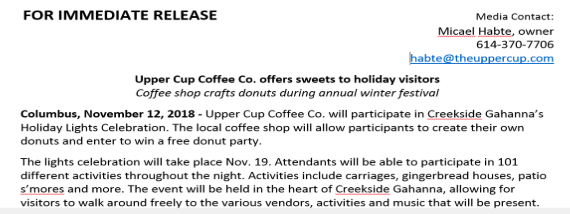 FOR IMMEDIATE RELEASE
Media Contact:
Micael Habte, owner
614-370-7706
habte@theuppercup.com
Upper Cup Coffee Co. offers sweets to holiday visitors
Coffee shop crafts donuts during annual winter festival
Columbus, November 12, 2018 - Upper Cup Coffee Co. will participate in Creekside Gahanna's
Holiday Lights Celebration. The local coffee shop will allow participants to create their own
donuts and enter to win a free donut party.
The lights celebration will take place Nov. 19. Attendants will be able to participate in 101
different activities throughout the night. Activities include carriages, gingerbread houses, patio
s'mores and more. The event will be held in the heart of Creekside Gahanna, allowing for
visitors to walk around freely to the various vendors, activities and music that will be present.